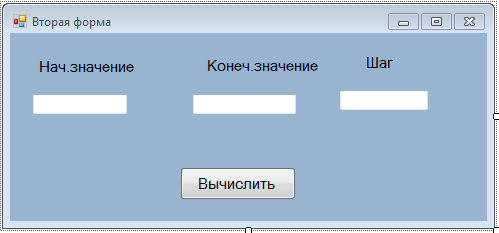 Вторая форма
Нач.значение
Конеч.значение
Шаг
Вычислить